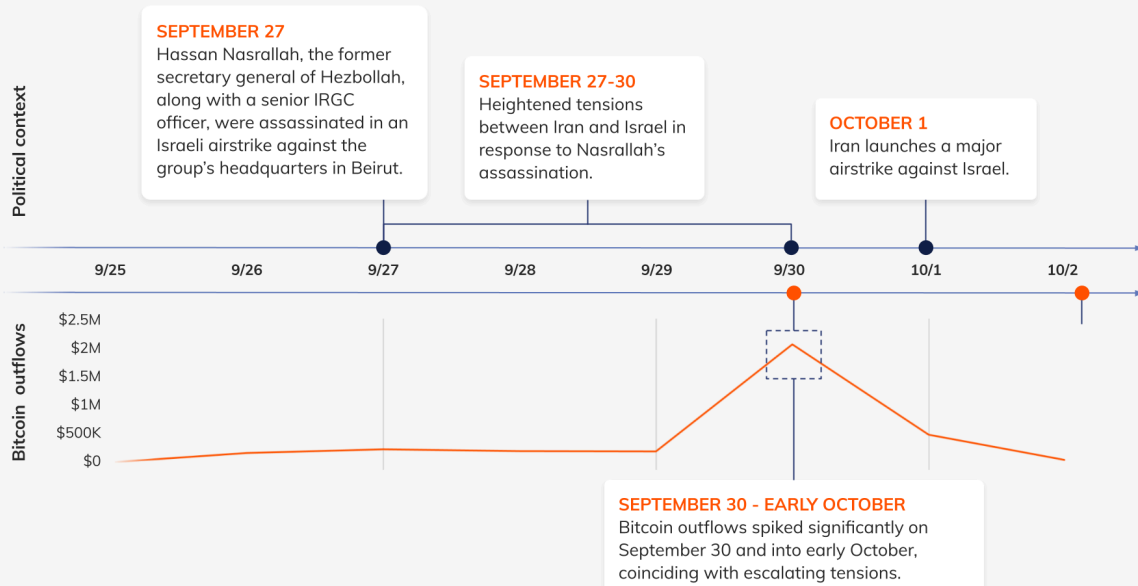 Political context
SEPTEMBER 27
Hassan Nasrallah, the former
secretary general of Hezbollah,
along with a senior IRGC
officer, were assassinated in an
Israeli airstrike against the
group's headquarters in Beirut.
SEPTEMBER 27-30
Heightened tensions
between Iran and Israel in
response to Nasrallah's
assassination.
OCTOBER 1
Iran launches a major
airstrike against Israel.
9/25 9/26 9/27 9/28 9/29 9/30 10/1 10/2
Bitcoin outflows
$2.5M
$2M
$1.5M
$1M
$500K
$0
SEPTEMBER 30 - EARLY OCTOBER
Bitcoin outflows spiked significantly on
September 30 and into early October,
coinciding with escalating tensions.